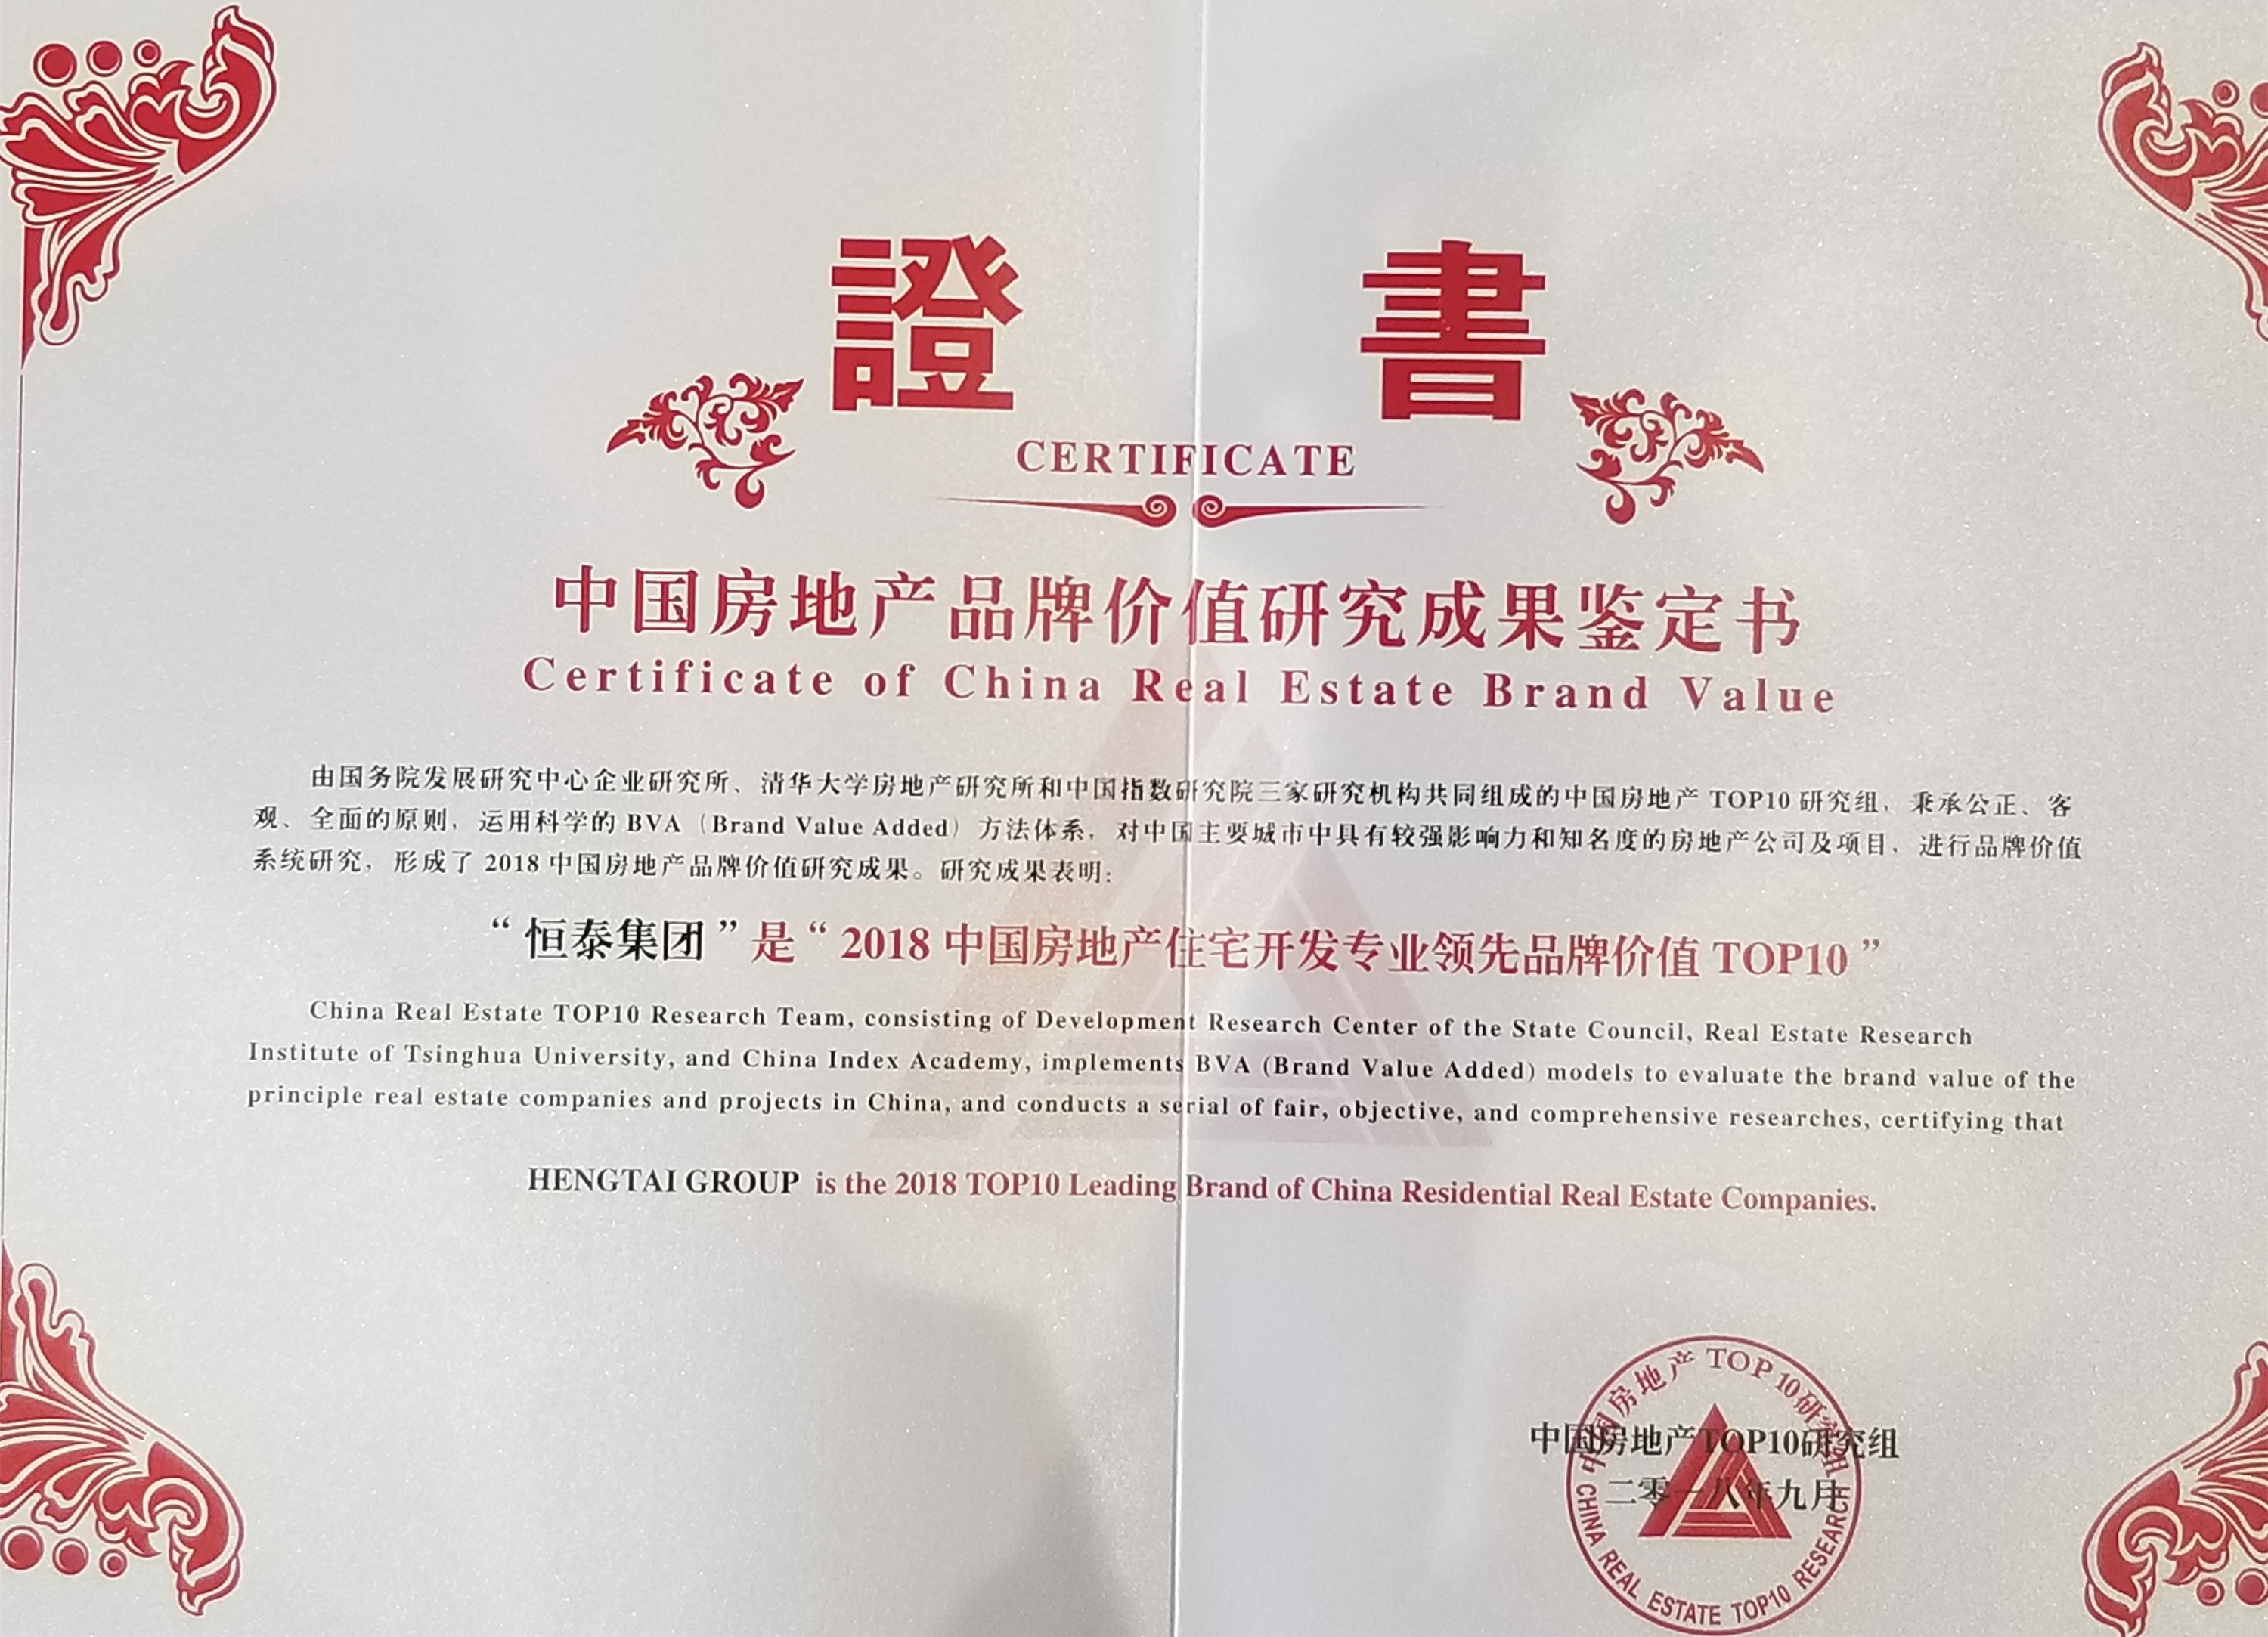 證 書
CERTIFICATE
中国房地产品牌价值研究成果鉴定书
Certificate of China Real Estate Brand Value
由国务院发展研究中心企业研究所、清华大学房地产研究所和中国指数研究院三家研究机构共同组成的中国房地产 TOP10 研究组，秉承公正、客
观、全面的原则，运用科学的 BVA（Brand Value Added）方法体系，对中国主要城市中具有较强影响力和知名度的房地产公司及项目，进行品牌价值
系统研究，形成了 2018 中国房地产品牌价值研究成果。研究成果表明：
“恒泰集团”是“2018 中国房地产住宅开发专业领先品牌价值 TOP10”
China Real Estate TOP10 Research Team, consisting of Development Research Center of the State Council, Real Estate Research
Institute of Tsinghua University, and China Index Academy, implements BVA (Brand Value Added) models to evaluate the brand value of the
principle real estate companies and projects in China, and conducts a serial of fair, objective, and comprehensive researches, certifying that
HENGTAI GROUP is the 2018 TOP10 Leading Brand of China Residential Real Estate Companies.
中国房地产TOP10研究组
中国房地产TOP10研究组
二零一八年九月
CHINA REAL ESTATE TOP10 RESEARCH